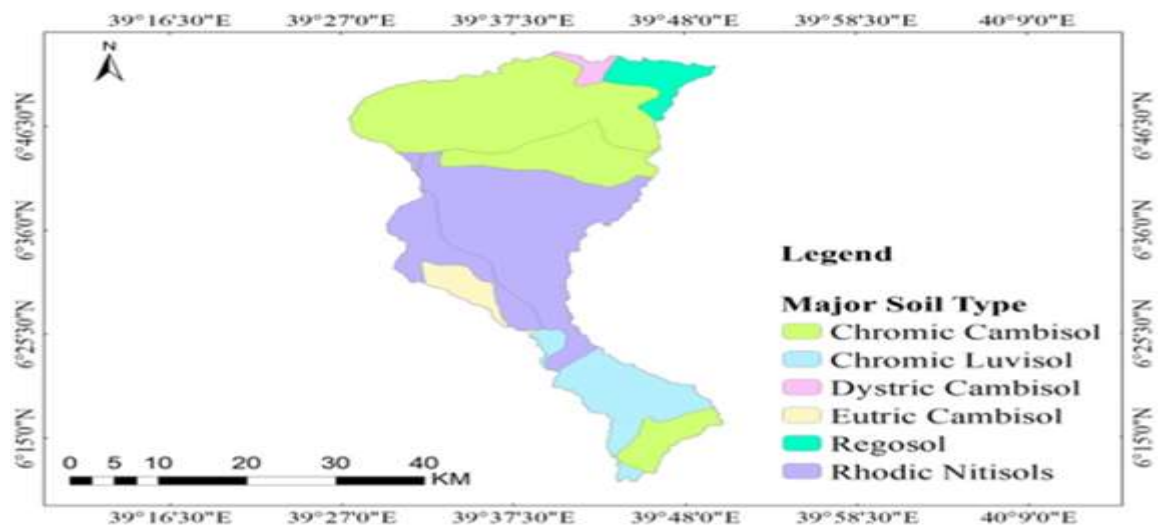 39°16'30"E 39°27'0"E 39°37'30"E 39°48'0"E 39°58'30"E 40°9'0"E
N
6°46'30"N 6°46'30"N
6°36'0"N 6°36'0"N
6°25'30"N 6°25'30"N
6°15'0"N 6°15'0"N
Legend
Major Soil Type
Chromic Cambisol
Chromic Luvisol
Dystric Cambisol
Eutric Cambisol
Regosol
Rhodic Nitisols
0 5 10 20 30 40
KM
39°16'30"E 39°27'0"E 39°37'30"E 39°48'0"E 39°58'30"E 40°9'0"E